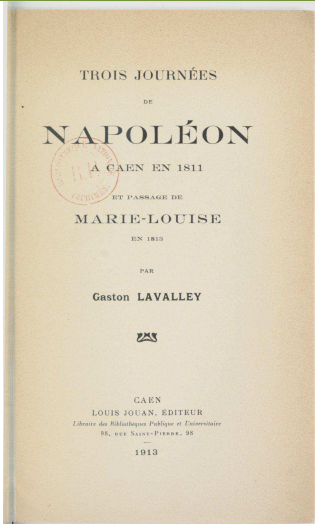 TROIS JOURNÉES
DE
NAPOLÉON
A CAEN EN 1811
ET PASSAGE DE
MARIE-LOUISE
EN 1813
PAR
Gaston LAVALLEY
CAEN
LOUIS JOUAN, ÉDITEUR
Libraire des Bibliothèques Publique et Universitaire
98, RUE SAINT-PIERRE, 98
1913